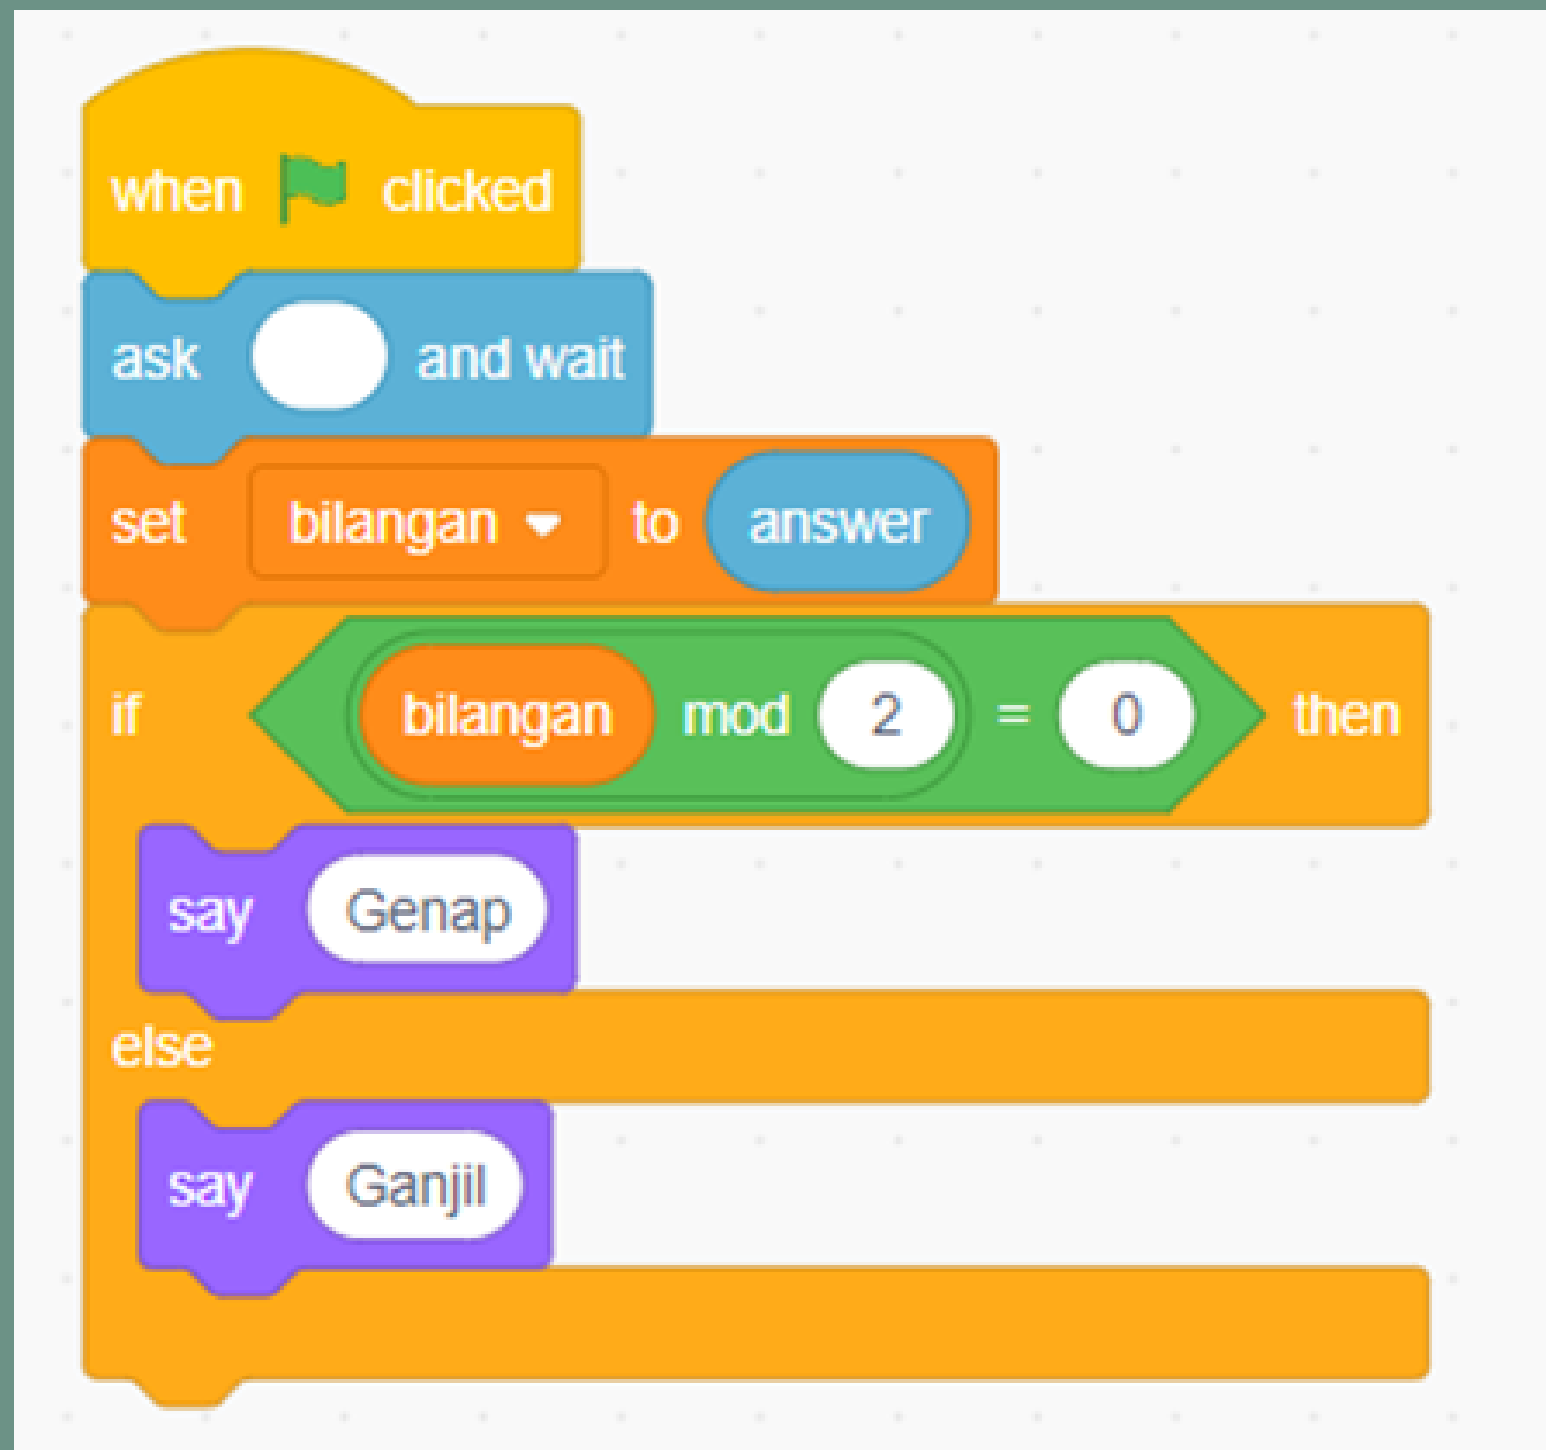 when clicked
ask and wait
set bilangan to answer
if bilangan mod 2 = 0 then
say Genap
else
say Ganjil